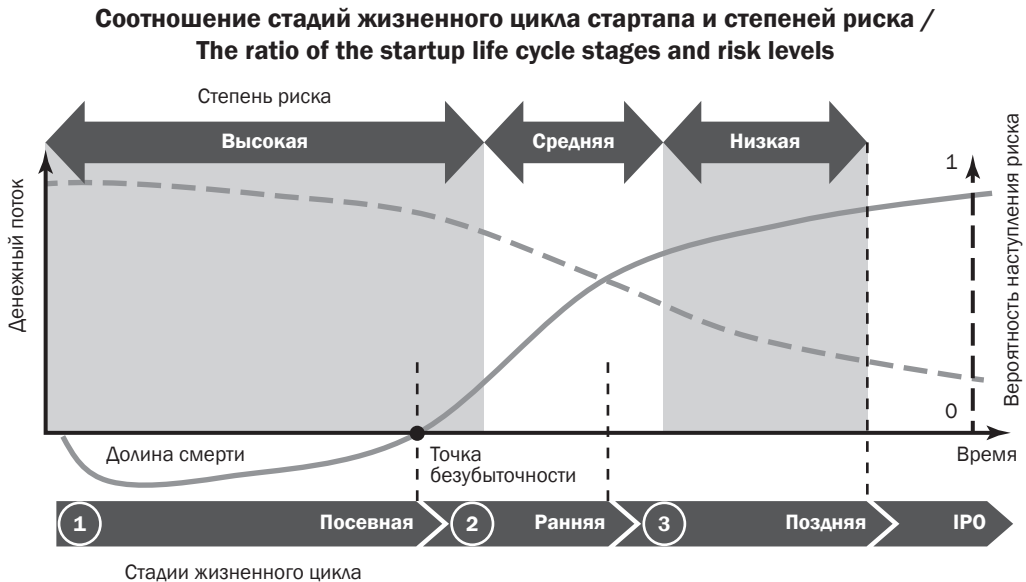 Соотношение стадий жизненного цикла стартапа и степеней риска /
The ratio of the startup life cycle stages and risk levels
Степень риска
Высокая
Средняя
Низкая
Денежный поток
1
Вероятность наступления риска
0
Долина смерти
Точка
безубыточности
Время
1
Посевная
2
Ранняя
3
Поздняя
IPO
Стадии жизненного цикла